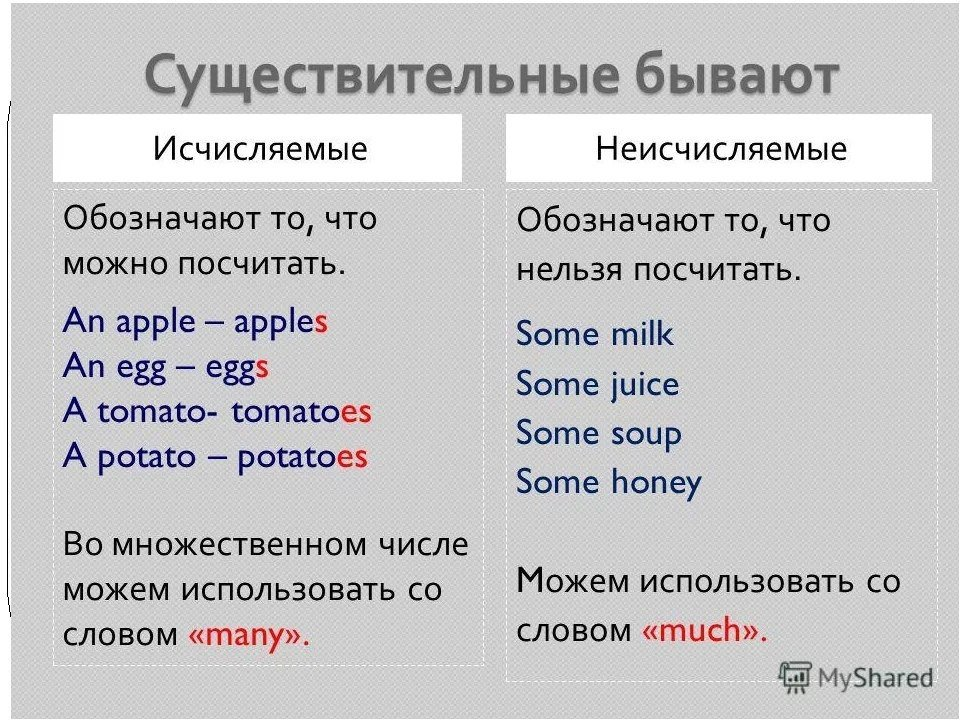 Существительные бывают
Исчисляемые
Обозначают то, что
можно посчитать.
An apple – apples
An egg – eggs
A tomato- tomatoes
A potato – potatoes
Во множественном числе
можем использовать со
словом «many».
Неисчисляемые
Обозначают то, что
нельзя посчитать.
Some milk
Some juice
Some soup
Some honey
Можем использовать со
словом «much».
MyShared